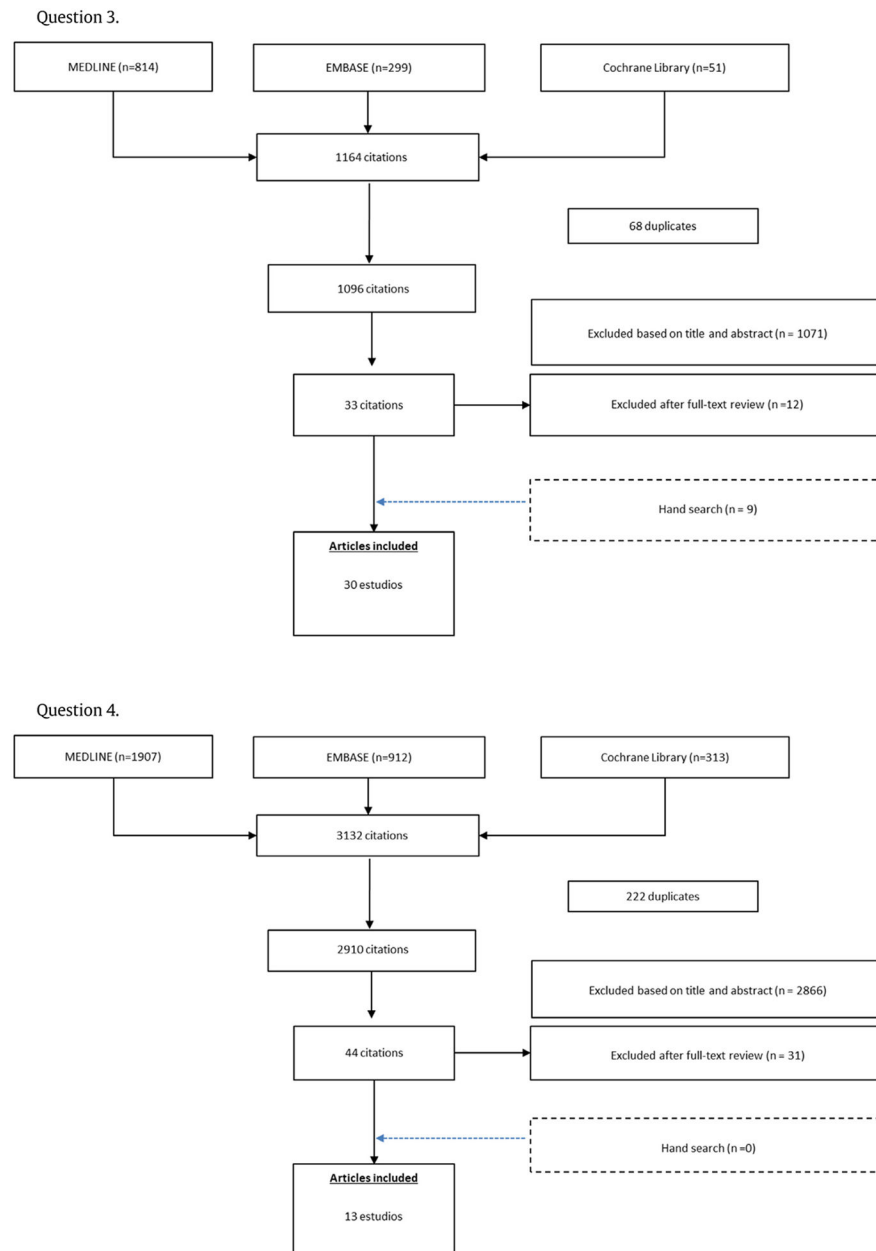 Question 3.
MEDLINE (n=814)
EMBASE (n=299)
Cochrane Library (n=51)
1164 citations
68 duplicates
1096 citations
Excluded based on title and abstract (n = 1071)
33 citations
Excluded after full-text review (n =12)
Hand search (n = 9)
Articles included
30 estudios
Question 4.
MEDLINE (n=1907)
EMBASE (n=912)
Cochrane Library (n=313)
3132 citations
222 duplicates
2910 citations
Excluded based on title and abstract (n = 2866)
44 citations
Excluded after full-text review (n = 31)
Hand search (n =0)
Articles included
13 estudios